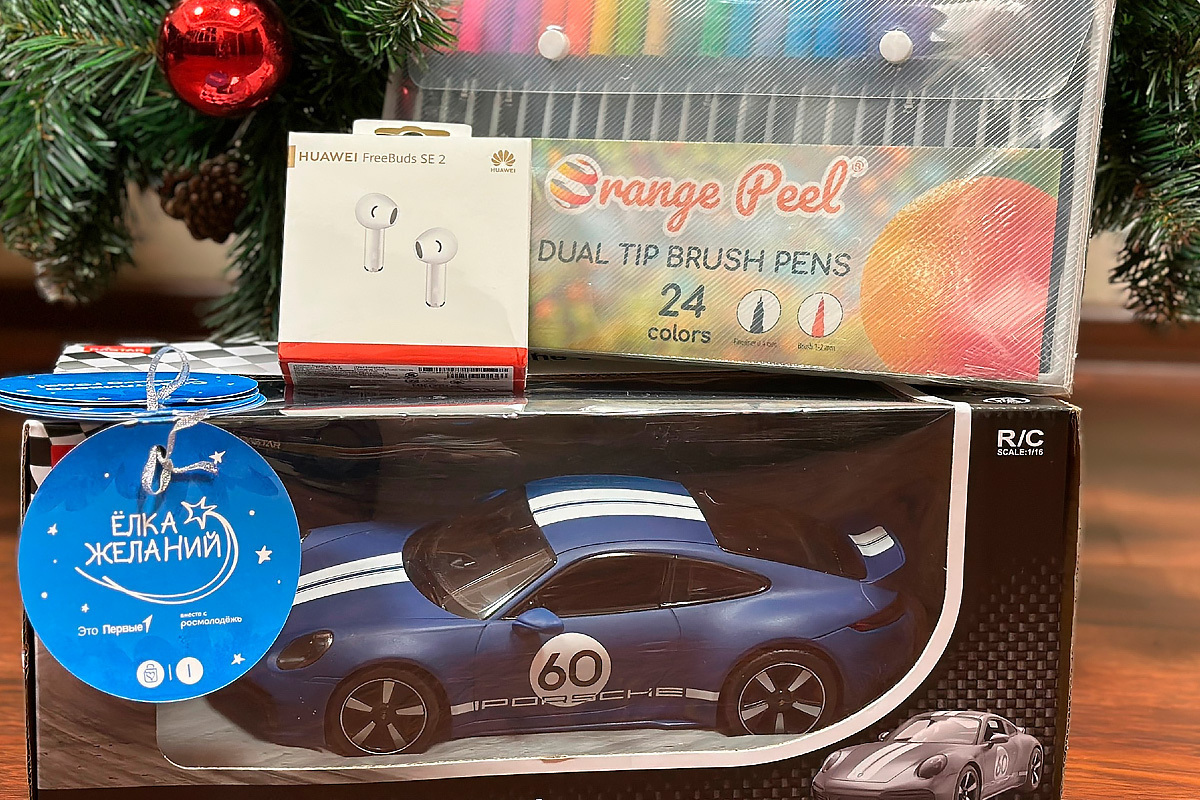 HUAWEI FreeBuds SE 2
HUAWEI
Orange Peel®
DUAL TIP BRUSH PENS
24
colors
R/C
SCALE:1/16
ЁЛКА
ЖЕЛАНИЙ
Это Первые
вместе с
росмолодёжь
60
PORSCHE
60